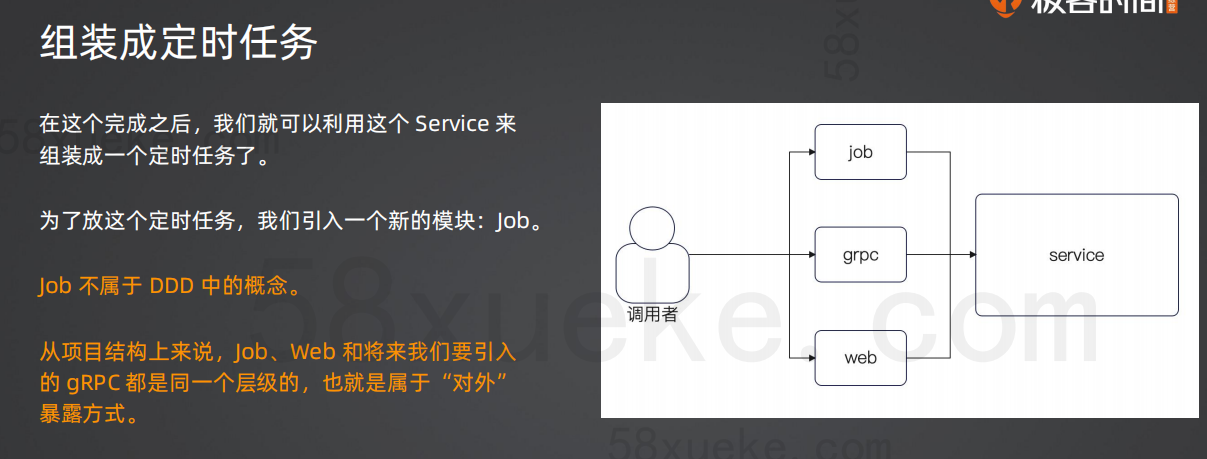 极客时间
组装成定时任务
在这个完成之后，我们就可以利用这个 Service 来
组装成一个定时任务了。
为了放这个定时任务，我们引入一个新的模块：Job。
Job 不属于 DDD 中的概念。
从项目结构上来说，Job、Web 和将来我们要引入
的 gRPC 都是同一个层级的，也就是属于“对外”
暴露方式。
job
grpc
service
调用者
web
58xueke.com
58xueke.com